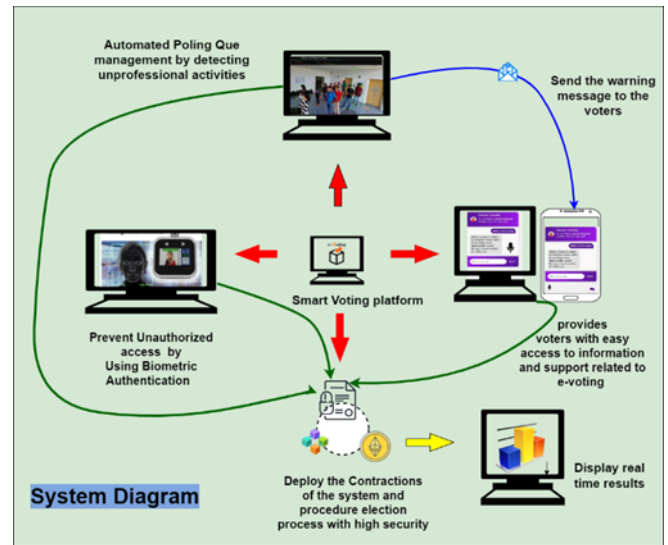 Automated Poling Que
management by detecting
unprofessional activities
Send the warning
message to the
voters
Smart Voting platform
Prevent Unauthorized
access by
Using Biometric
Authentication
provides
voters with easy
access to information
and support related to
e-voting
Deploy the Contractions
of the system and
procedure election
process with high security
Display real
time results
System Diagram